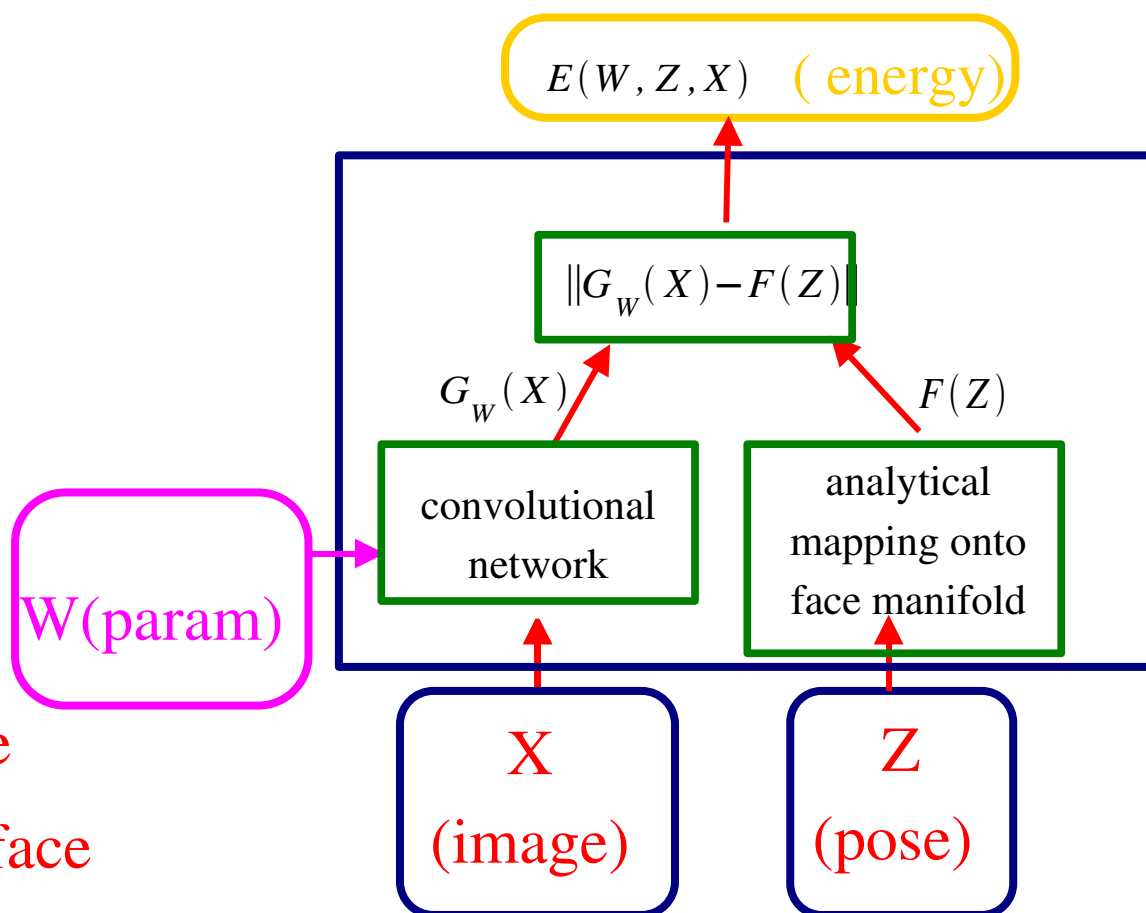 E(W,Z,X) ( energy)
‖G_W(X)−F(Z)‖
G_W(X)
F(Z)
convolutional
network
analytical
mapping onto
face manifold
W(param)
X
(image)
Z
(pose)
face